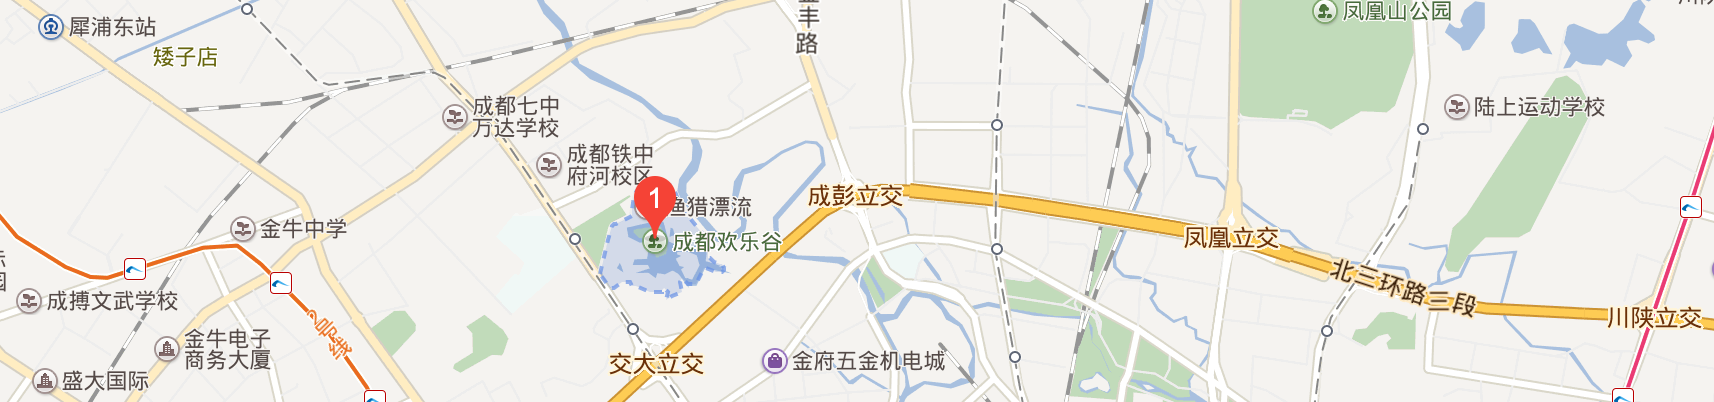 犀浦东站
矮子店
丰路
凤凰山公园
陆上运动学校
成都七中
万达学校
成都铁中
府河校区
1
渔猎漂流
成都欢乐谷
成彭立交
凤凰立交
北三环路二段
川陕立交
金牛中学
成搏文武学校
2号线
金牛电子
商务大厦
盛大国际
交大立交
金府五金机电城